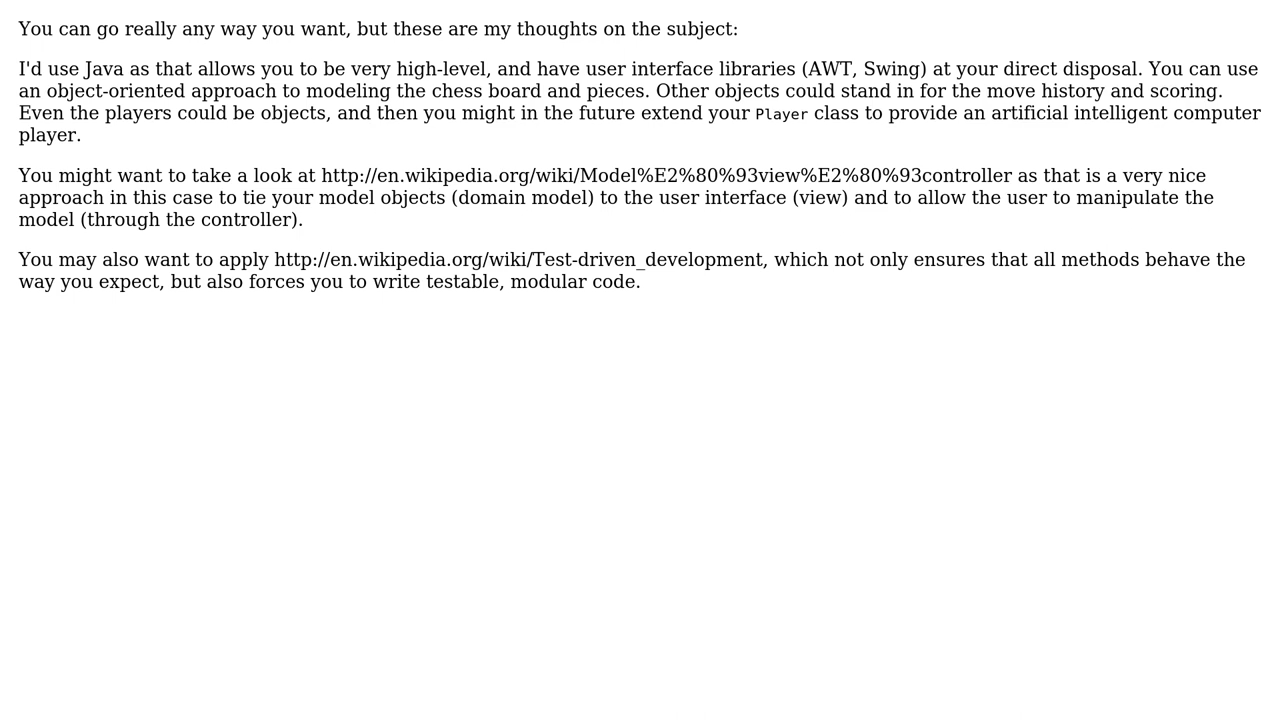 You can go really any way you want, but these are my thoughts on the subject:
I'd use Java as that allows you to be very high-level, and have user interface libraries (AWT, Swing) at your direct disposal. You can use
an object-oriented approach to modeling the chess board and pieces. Other objects could stand in for the move history and scoring.
Even the players could be objects, and then you might in the future extend your Player class to provide an artificial intelligent computer
player.
You might want to take a look at http://en.wikipedia.org/wiki/Model%E2%80%93view%E2%80%93controller as that is a very nice
approach in this case to tie your model objects (domain model) to the user interface (view) and to allow the user to manipulate the
model (through the controller).
You may also want to apply http://en.wikipedia.org/wiki/Test-driven_development, which not only ensures that all methods behave the
way you expect, but also forces you to write testable, modular code.